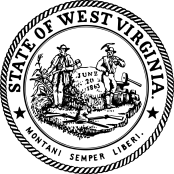 STATE OF WEST VIRGINIA
JUNE
20
1863
MONTANI SEMPER LIBERI.